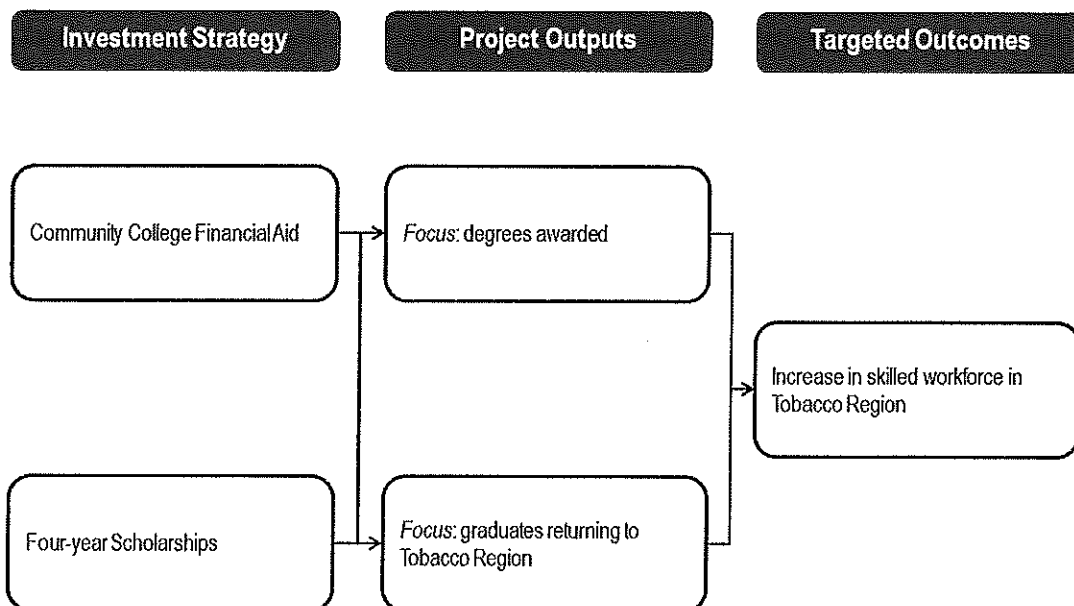 Investment Strategy
Project Outputs
Targeted Outcomes
Community College Financial Aid
Focus: degrees awarded
Increase in skilled workforce in
Tobacco Region
Four-year Scholarships
Focus: graduates returning to
Tobacco Region